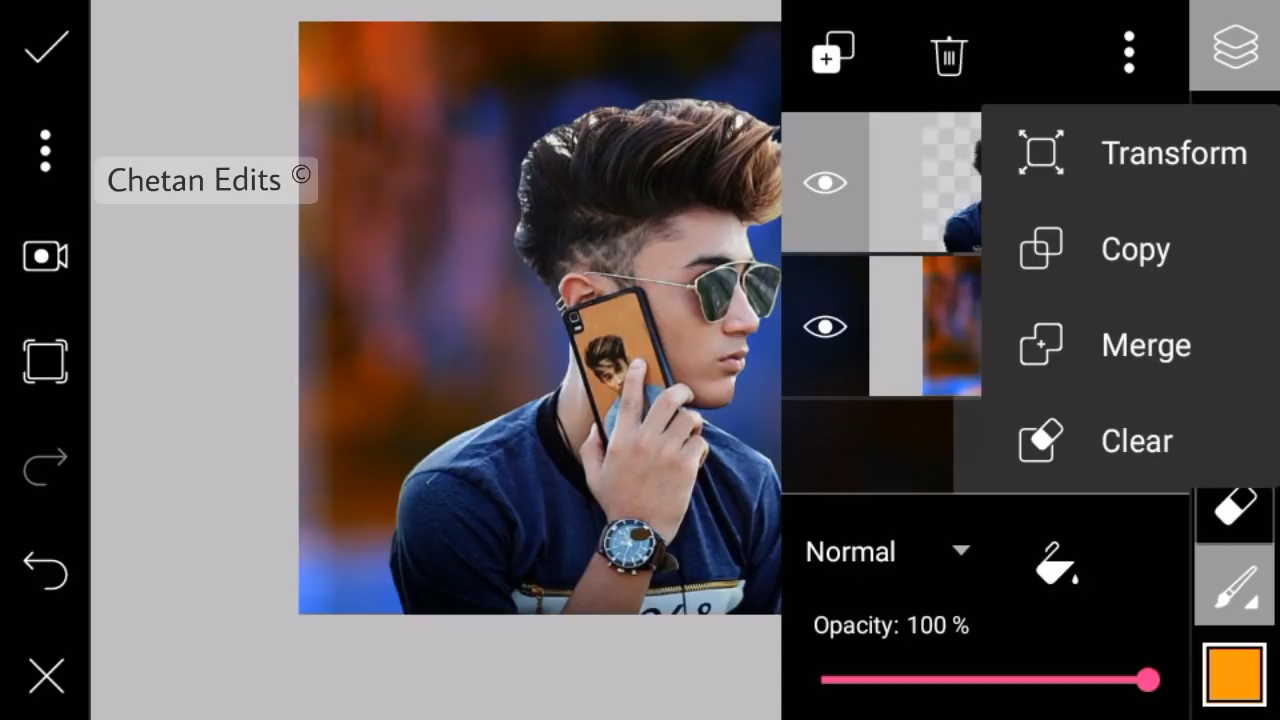 Chetan Edits ©
Transform
Copy
Merge
Clear
Normal
Opacity: 100 %